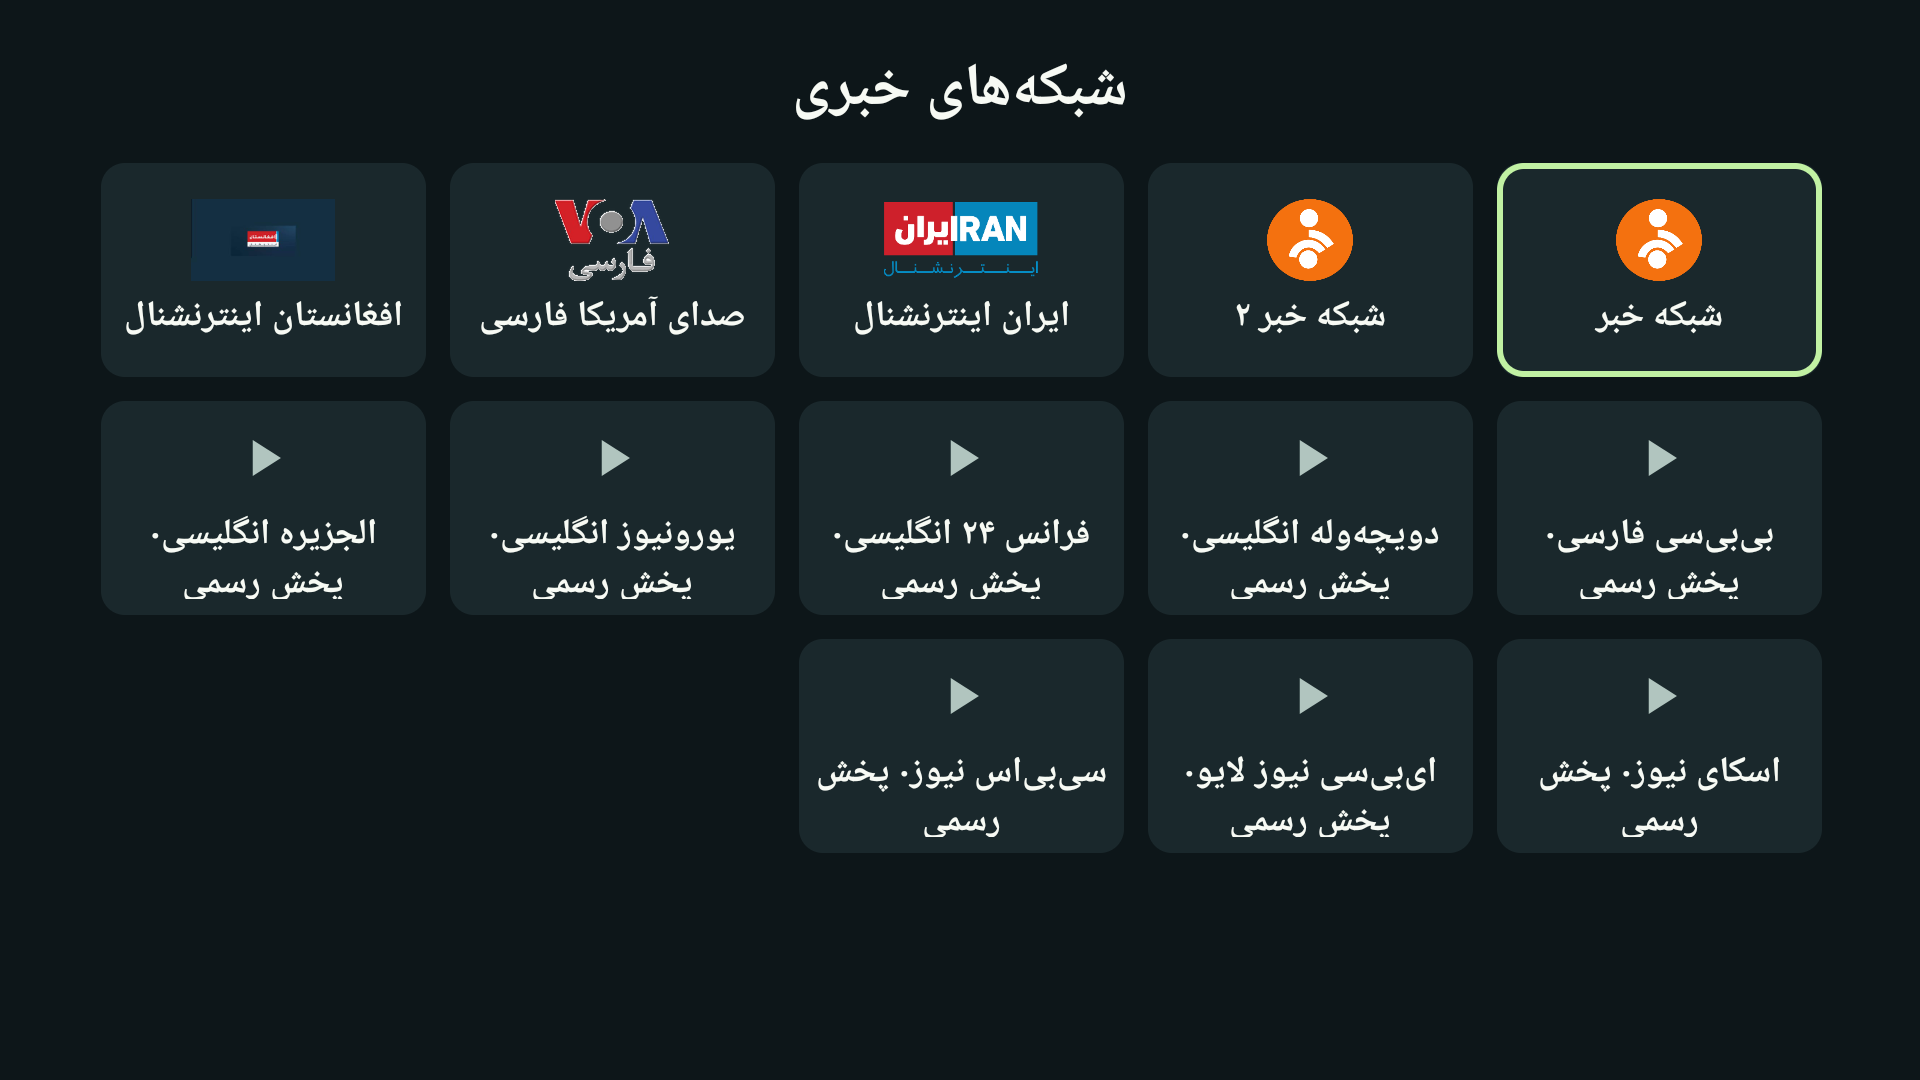 شبکه‌های خبری
شبکه خبر
شبکه خبر ۲
ایرانIRAN
اینترنشنال
ایران اینترنشنال
VOA
فارسی
صدای آمریکا فارسی
افغانستان اینترنشنال
بی‌بی‌سی فارسی·
پخش رسمی
دویچه‌وله انگلیسی·
پخش رسمی
فرانس ۲۴ انگلیسی·
پخش رسمی
یورونیوز انگلیسی·
پخش رسمی
الجزیره انگلیسی·
پخش رسمی
اسکای نیوز· پخش
رسمی
ای‌بی‌سی نیوز لایو·
پخش رسمی
سی‌بی‌اس نیوز· پخش
رسمی